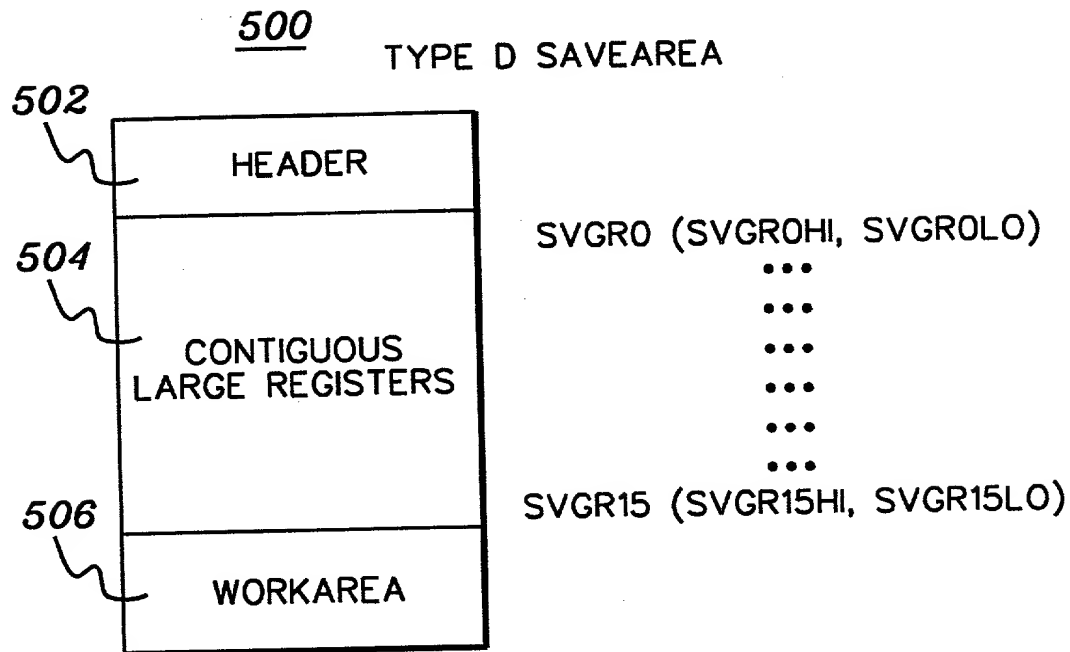 500
TYPE D SAVEAREA
502
HEADER
504
SVGR0 (SVGR0HI, SVGR0LO)
•••
•••
•••
•••
•••
•••
CONTIGUOUS
LARGE REGISTERS
SVGR15 (SVGR15HI, SVGR15LO)
506
WORKAREA